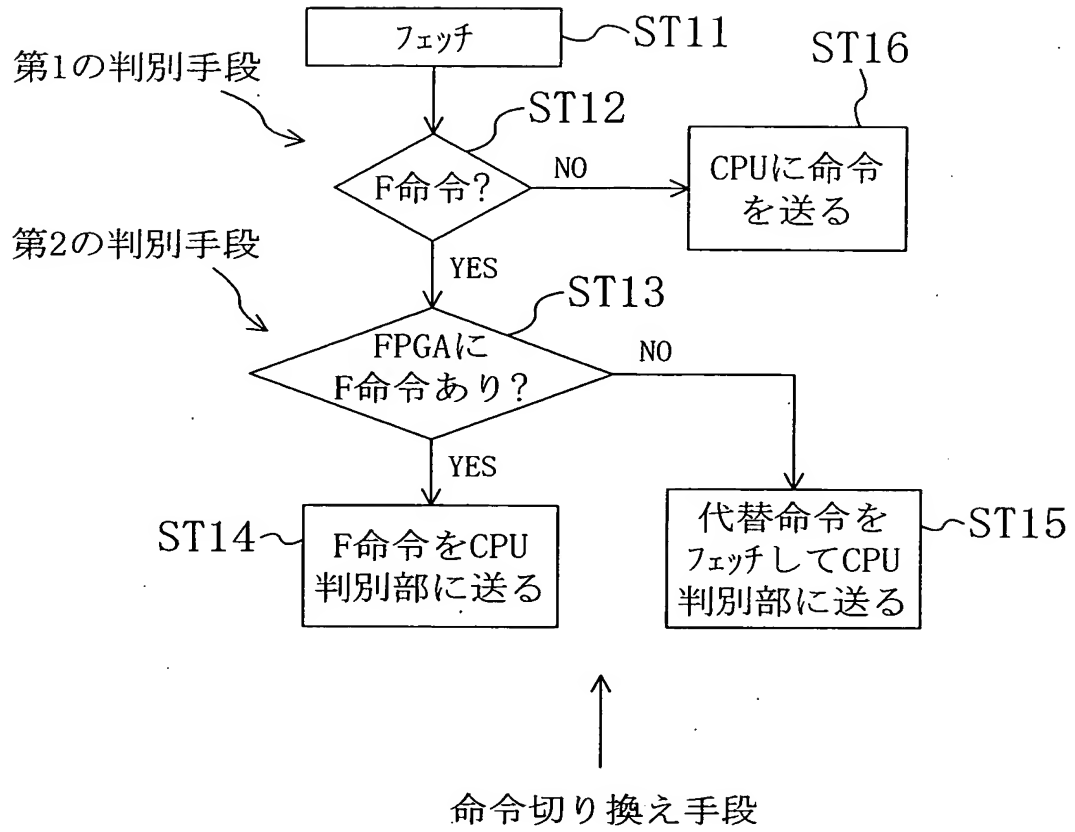 フェッチ
ST11
ST16
第1の判別手段
ST12
F命令?
NO
CPUに命令
を送る
第2の判別手段
YES
ST13
FPGAに
F命令あり?
NO
YES
ST14
F命令をCPU
判別部に送る
代替命令を
フェッチしてCPU
判別部に送る
ST15
命令切り換え手段